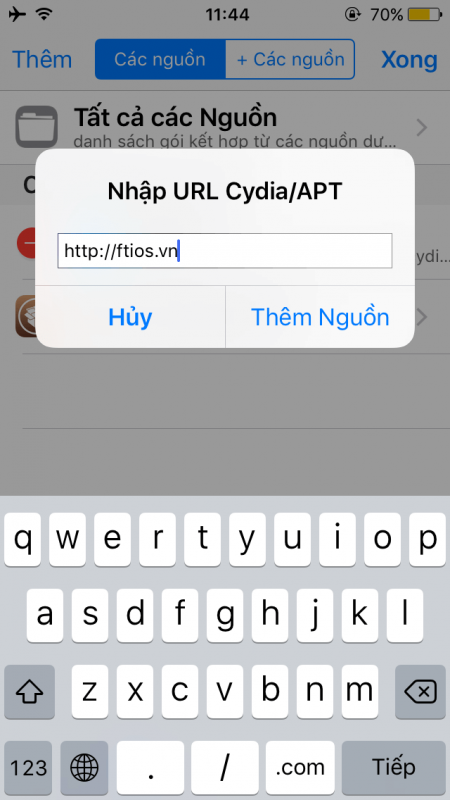 11:44
70%
Thêm
Các nguồn
+ Các nguồn
Xong
Tất cả các Nguồn
danh sách gói kết hợp từ các nguồn dư...
C
Nhập URL Cydia/APT
http://ftios.vn
ydi...
Hủy
Thêm Nguồn
q w e r t y u i o p
a s d f g h j k l
z x c v b n m
123
.
/
.com
Tiếp